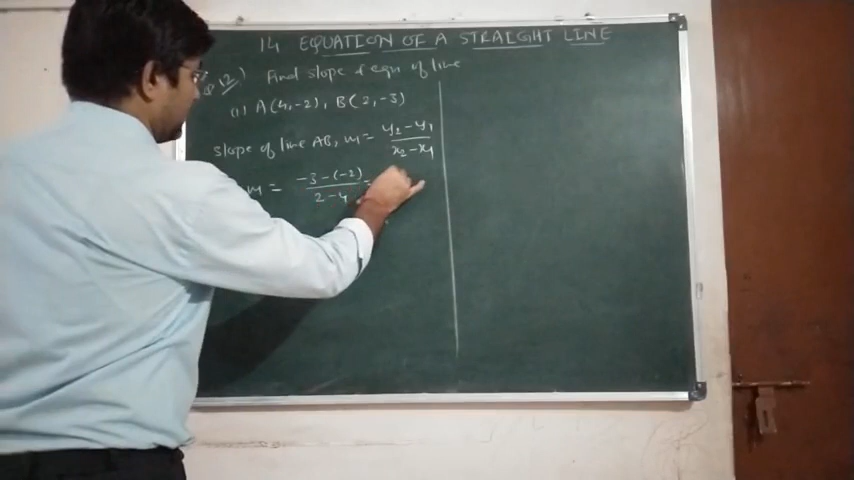 14 EQUATION OF A STRAIGHT LINE
Q 12) Find slope & eqn of line
(i) A(4,-2), B(2,-3)
slope of line AB, m = y₂-y₁ / x₂-x₁
m = -3-(-2) / 2-4 =